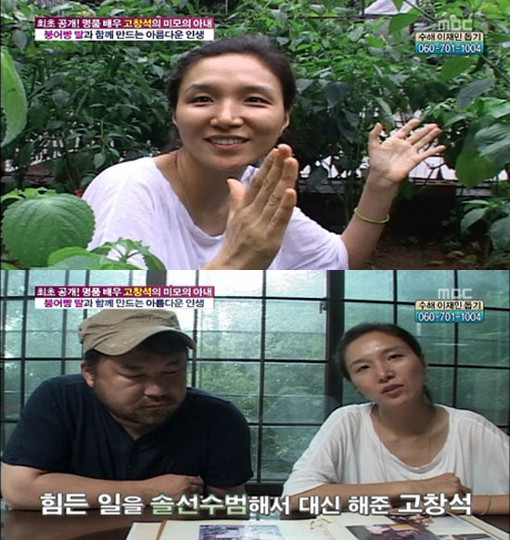 최초 공개! 명품 배우 고창석의 미모의 아내
붕어빵 딸과 함께 만드는 아름다운 인생
MBC
수해 이재민 돕기
060-701-1004
최초 공개! 명품 배우 고창석의 미모의 아내
붕어빵 딸과 함께 만드는 아름다운 인생
MBC
수해 이재민 돕기
060-701-1004
힘든 일을 솔선수범해서 대신 해준 고창석